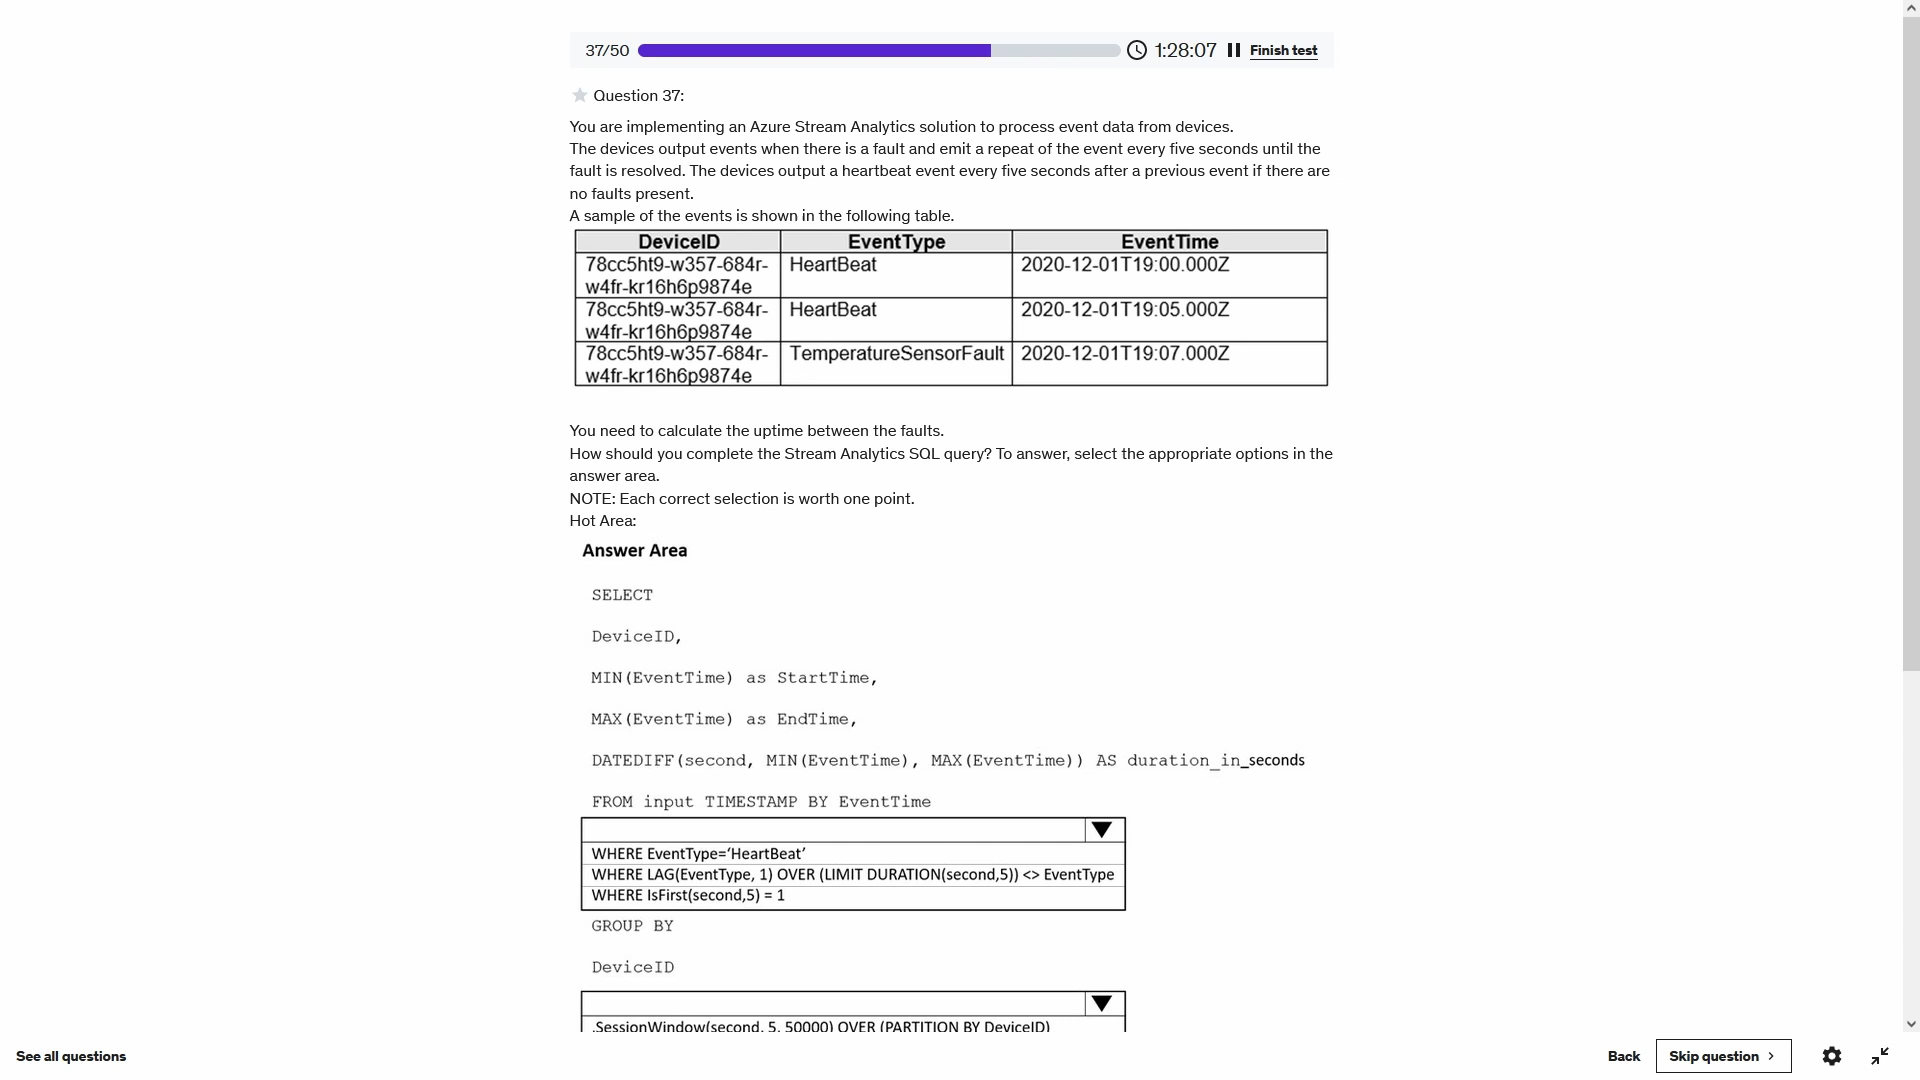 37/50
1:28:07
Finish test
Question 37:
You are implementing an Azure Stream Analytics solution to process event data from devices.
The devices output events when there is a fault and emit a repeat of the event every five seconds until the
fault is resolved. The devices output a heartbeat event every five seconds after a previous event if there are
no faults present.
A sample of the events is shown in the following table.
DeviceID EventType EventTime
78cc5ht9-w357-684r- HeartBeat 2020-12-01T19:00.000Z
w4fr-kr16h6p9874e
78cc5ht9-w357-684r- HeartBeat 2020-12-01T19:05.000Z
w4fr-kr16h6p9874e
78cc5ht9-w357-684r- TemperatureSensorFault 2020-12-01T19:07.000Z
w4fr-kr16h6p9874e
You need to calculate the uptime between the faults.
How should you complete the Stream Analytics SQL query? To answer, select the appropriate options in the
answer area.
NOTE: Each correct selection is worth one point.
Hot Area:
Answer Area
SELECT
DeviceID,
MIN(EventTime) as StartTime,
MAX(EventTime) as EndTime,
DATEDIFF(second, MIN(EventTime), MAX(EventTime)) AS duration_in_seconds
FROM input TIMESTAMP BY EventTime
WHERE EventType=‘HeartBeat’
WHERE LAG(EventType, 1) OVER (LIMIT DURATION(second,5)) <> EventType
WHERE IsFirst(second,5) = 1
GROUP BY
DeviceID
,SessionWindow(second, 5, 50000) OVER (PARTITION BY DeviceID)
See all questions
Back
Skip question